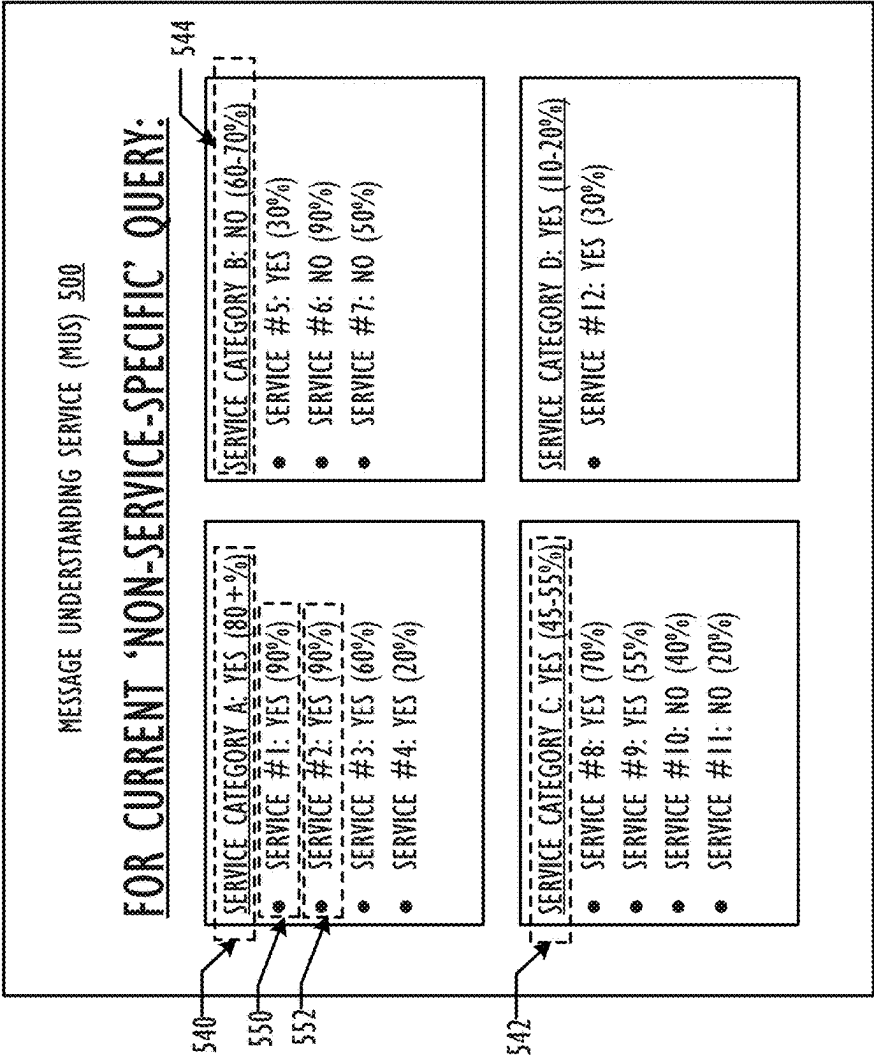 MESSAGE UNDERSTANDING SERVICE (MUS) 500
FOR CURRENT ‘NON-SERVICE-SPECIFIC’ QUERY:
540
SERVICE CATEGORY A: YES (80+%)
550
• SERVICE #1: YES (90%)
552
• SERVICE #2: YES (90%)
• SERVICE #3: YES (60%)
• SERVICE #4: YES (20%)
544
SERVICE CATEGORY B: NO (60-70%)
• SERVICE #5: YES (30%)
• SERVICE #6: NO (90%)
• SERVICE #7: NO (50%)
542
SERVICE CATEGORY C: YES (45-55%)
• SERVICE #8: YES (70%)
• SERVICE #9: YES (55%)
• SERVICE #10: NO (40%)
• SERVICE #11: NO (20%)
SERVICE CATEGORY D: YES (10-20%)
• SERVICE #12: YES (30%)